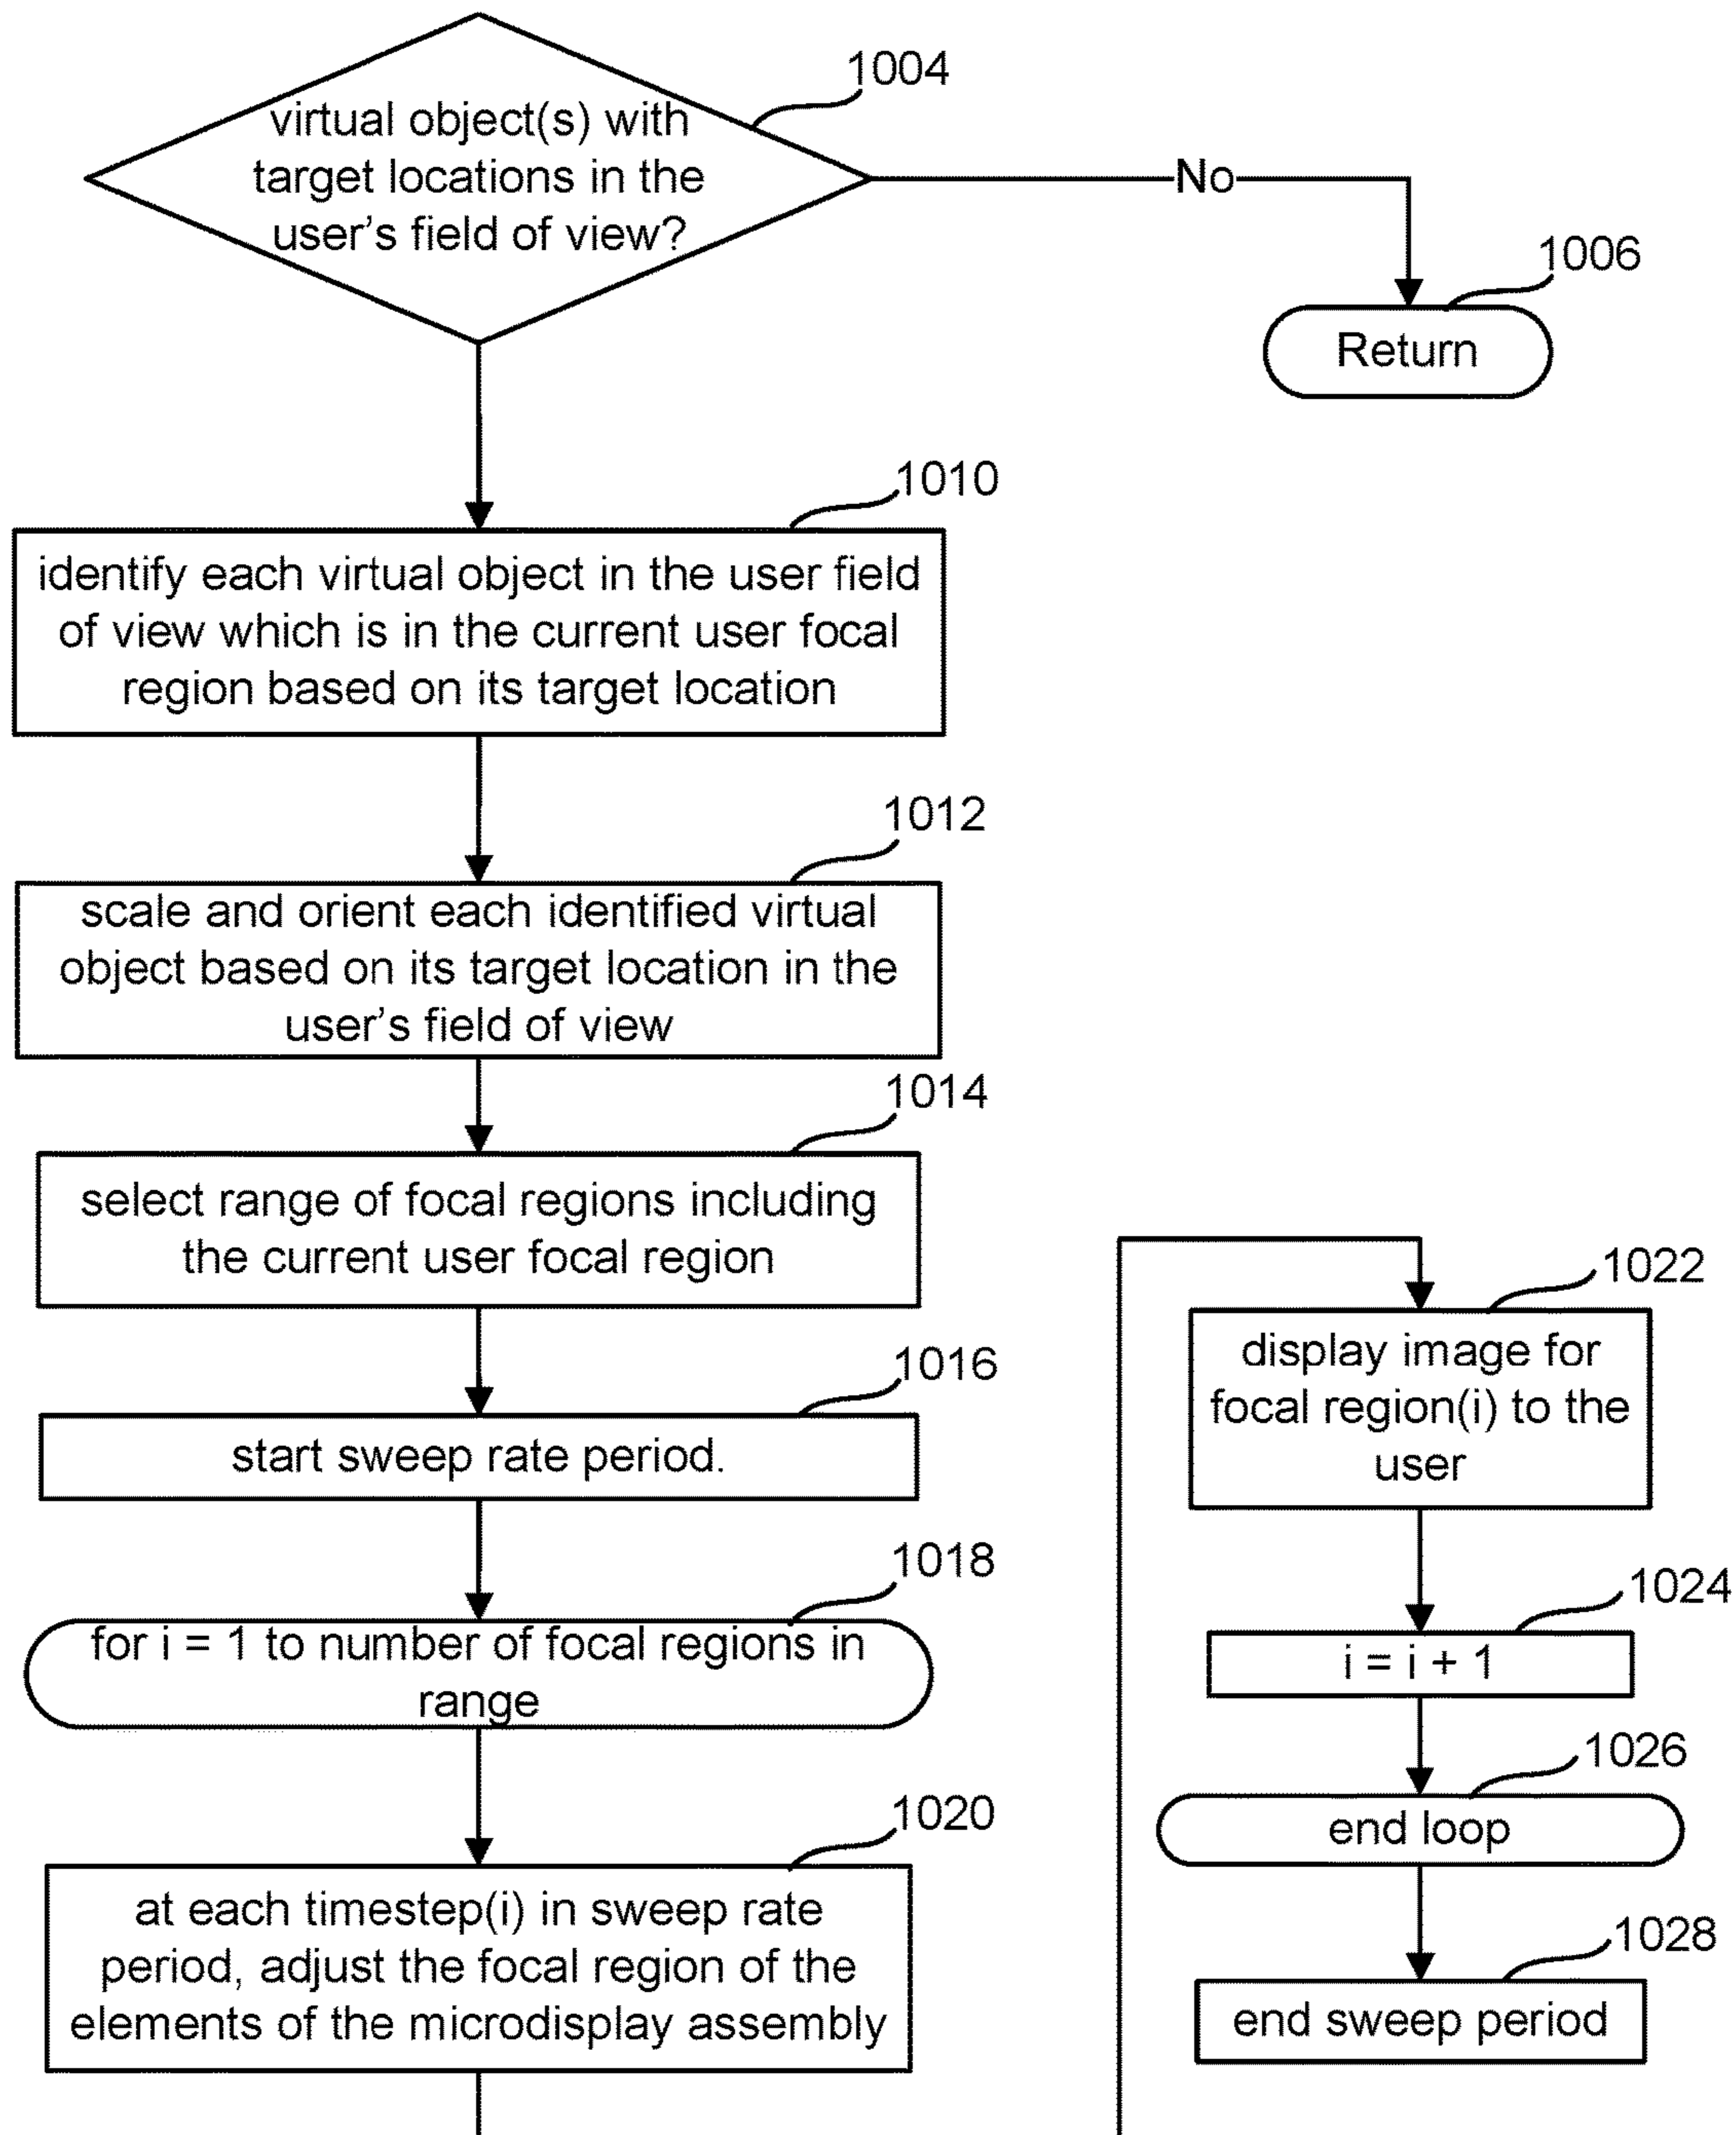 1004
virtual object(s) with
target locations in the
user's field of view?
No
1006
Return
1010
identify each virtual object in the user field
of view which is in the current user focal
region based on its target location
1012
scale and orient each identified virtual
object based on its target location in the
user's field of view
1014
select range of focal regions including
the current user focal region
1016
start sweep rate period.
1018
for i = 1 to number of focal regions in
range
1020
at each timestep(i) in sweep rate
period, adjust the focal region of the
elements of the microdisplay assembly
1022
display image for
focal region(i) to the
user
1024
i = i + 1
1026
end loop
1028
end sweep period